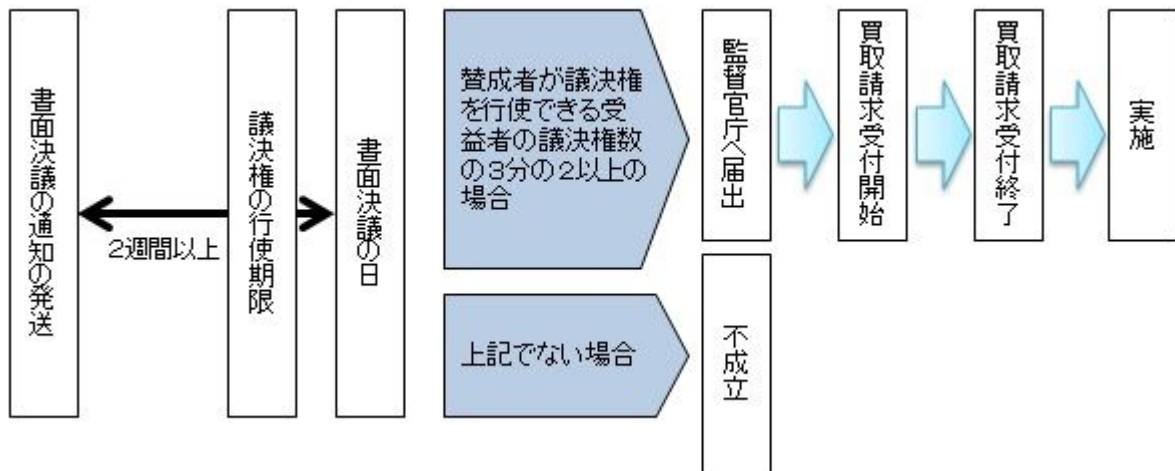 書面決議の通知の発送
2週間以上
議決権の行使期限
書面決議の日
賛成者が議決権
を行使できる受
益者の議決権数
の3分の2以上の
場合
監督官庁へ届出
買取請求受付開始
買取請求受付終了
実施
上記でない場合
不成立